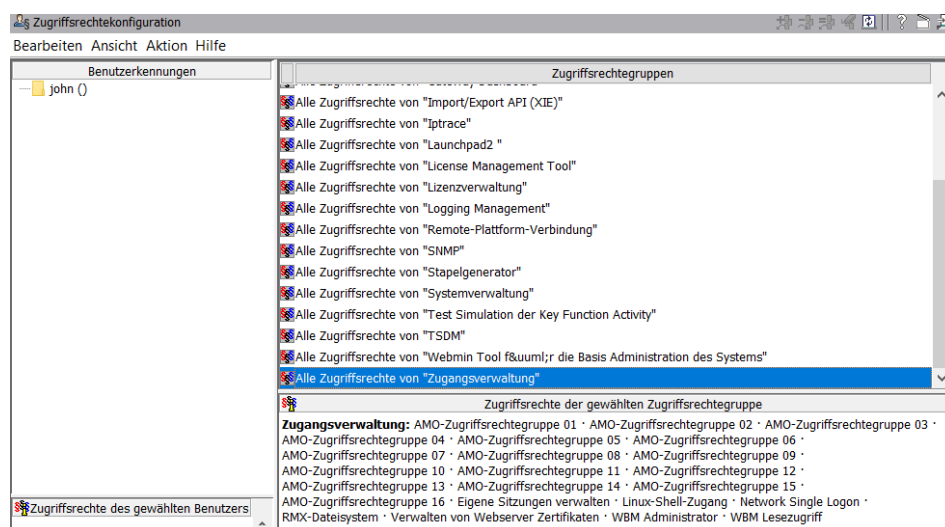 Zugriffsrechtekonfiguration
Bearbeiten Ansicht Aktion Hilfe
Benutzerkennungen
john ()
Zugriffsrechte des gewählten Benutzers
Zugriffsrechtegruppen
Alle Zugriffsrechte von "Gateway Dashboard"
Alle Zugriffsrechte von "Import/Export API (XIE)"
Alle Zugriffsrechte von "Iptrace"
Alle Zugriffsrechte von "Launchpad2 "
Alle Zugriffsrechte von "License Management Tool"
Alle Zugriffsrechte von "Lizenzverwaltung"
Alle Zugriffsrechte von "Logging Management"
Alle Zugriffsrechte von "Remote-Plattform-Verbindung"
Alle Zugriffsrechte von "SNMP"
Alle Zugriffsrechte von "Stapelgenerator"
Alle Zugriffsrechte von "Systemverwaltung"
Alle Zugriffsrechte von "Test Simulation der Key Function Activity"
Alle Zugriffsrechte von "TSDM"
Alle Zugriffsrechte von "Webmin Tool f&uuml;r die Basis Administration des Systems"
Alle Zugriffsrechte von "Zugangsverwaltung"
Zugriffsrechte der gewählten Zugriffsrechtegruppe
Zugangsverwaltung: AMO-Zugriffsrechtegruppe 01 · AMO-Zugriffsrechtegruppe 02 · AMO-Zugriffsrechtegruppe 03 ·
AMO-Zugriffsrechtegruppe 04 · AMO-Zugriffsrechtegruppe 05 · AMO-Zugriffsrechtegruppe 06 ·
AMO-Zugriffsrechtegruppe 07 · AMO-Zugriffsrechtegruppe 08 · AMO-Zugriffsrechtegruppe 09 ·
AMO-Zugriffsrechtegruppe 10 · AMO-Zugriffsrechtegruppe 11 · AMO-Zugriffsrechtegruppe 12 ·
AMO-Zugriffsrechtegruppe 13 · AMO-Zugriffsrechtegruppe 14 · AMO-Zugriffsrechtegruppe 15 ·
AMO-Zugriffsrechtegruppe 16 · Eigene Sitzungen verwalten · Linux-Shell-Zugang · Network Single Logon ·
RMX-Dateisystem · Verwalten von Webserver Zertifikaten · WBM Administrator · WBM Lesezugriff